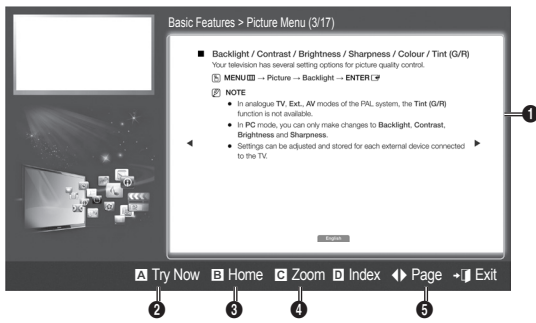 Basic Features > Picture Menu (3/17)
■ Backlight / Contrast / Brightness / Sharpness / Colour / Tint (G/R)
Your television has several setting options for picture quality control.
MENU → Picture → Backlight → ENTER
NOTE
● In analogue TV, Ext., AV modes of the PAL system, the Tint (G/R)
function is not available.
● In PC mode, you can only make changes to Backlight, Contrast,
Brightness and Sharpness.
● Settings can be adjusted and stored for each external device connected
to the TV.
◀ ▶
1
English
A Try Now B Home C Zoom D Index ◀▶ Page Exit
2 3 4 5